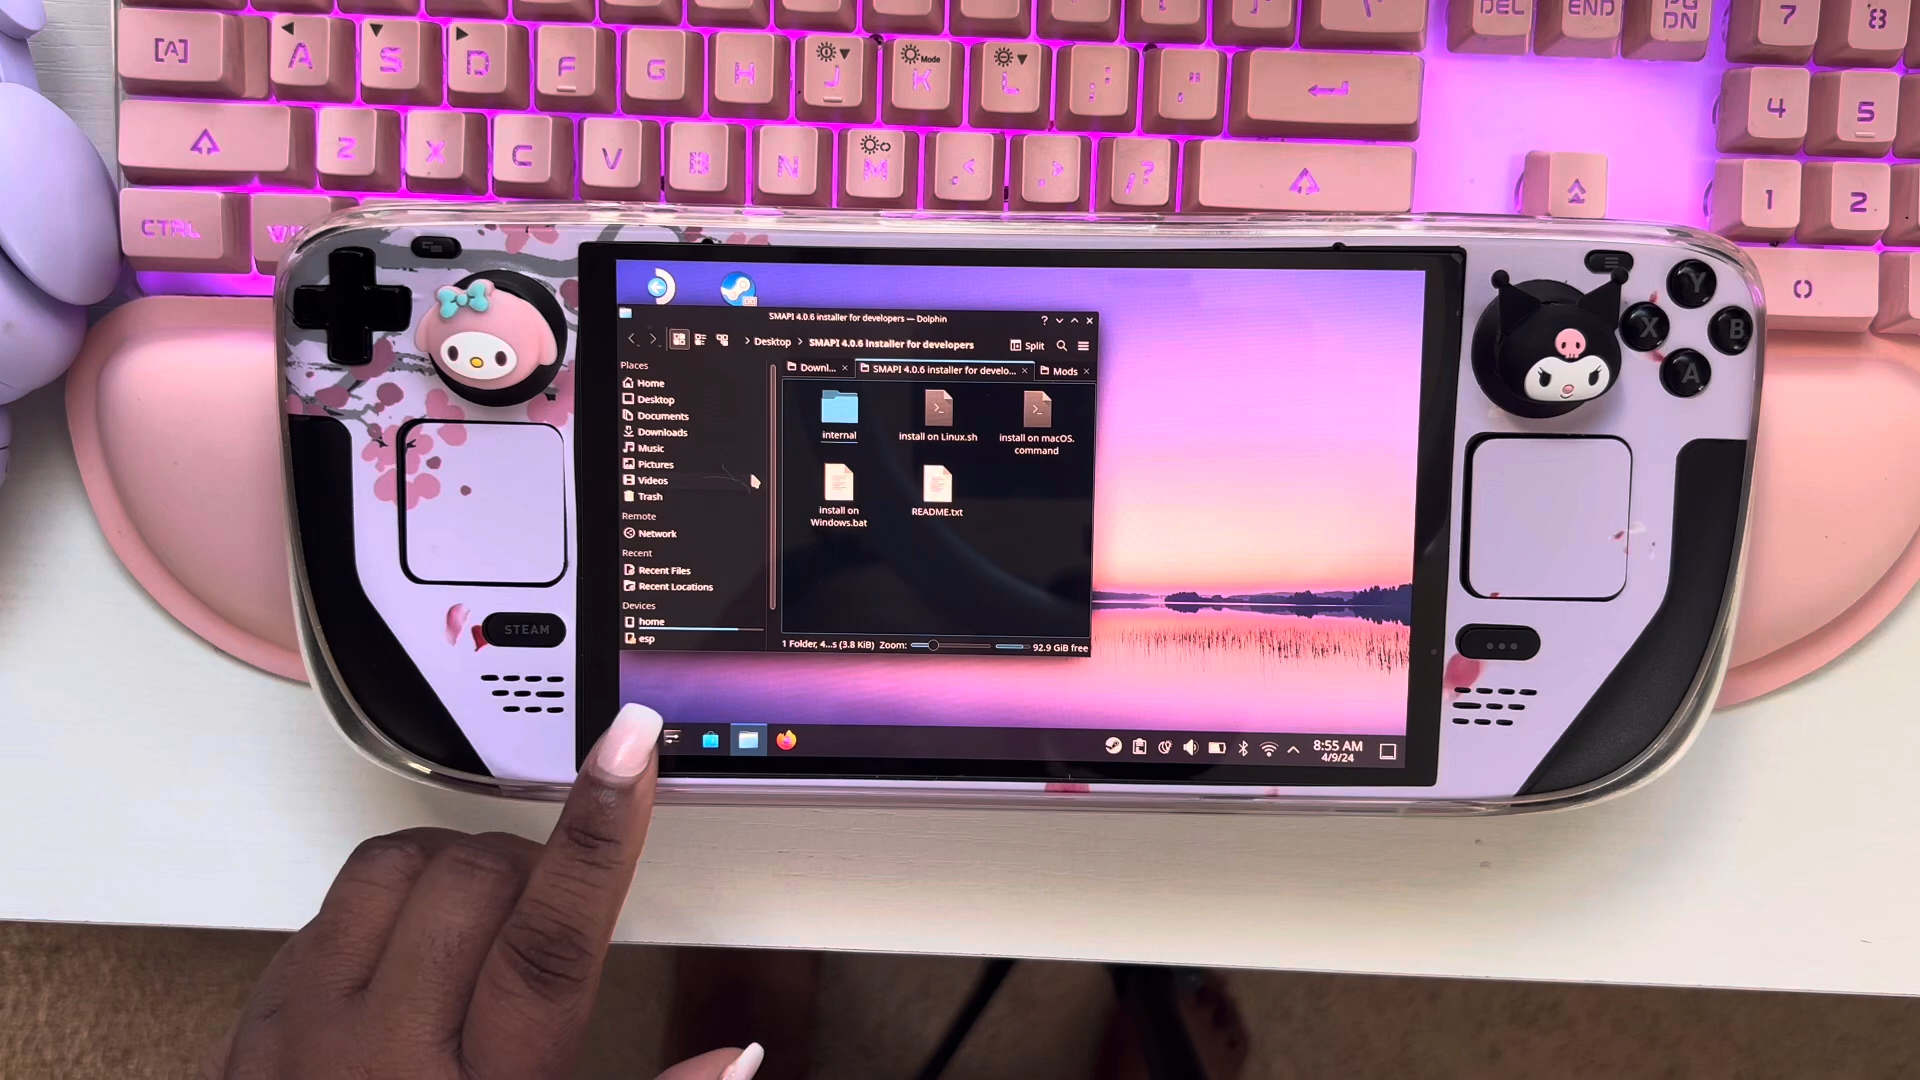 DEL
END
PG
DN
7
8
[A]
A
S
D
F
G
H
J
Mode
K
L
4
5
Z
X
C
V
B
N
M
1
2
CTRL
0
Y
X
B
A
SMAPI 4.0.6 installer for developers — Dolphin
Desktop
SMAPI 4.0.6 installer for developers
Split
Places
Home
Desktop
Documents
Downloads
Music
Pictures
Videos
Trash
Remote
Network
Recent
Recent Files
Recent Locations
Devices
home
esp
Downl...
SMAPI 4.0.6 installer for develo...
Mods
internal
install on Linux.sh
install on macOS.
command
install on
Windows.bat
README.txt
1 Folder, 4...s (3.8 KiB)
Zoom:
92.9 GiB free
STEAM
8:55 AM
4/9/24